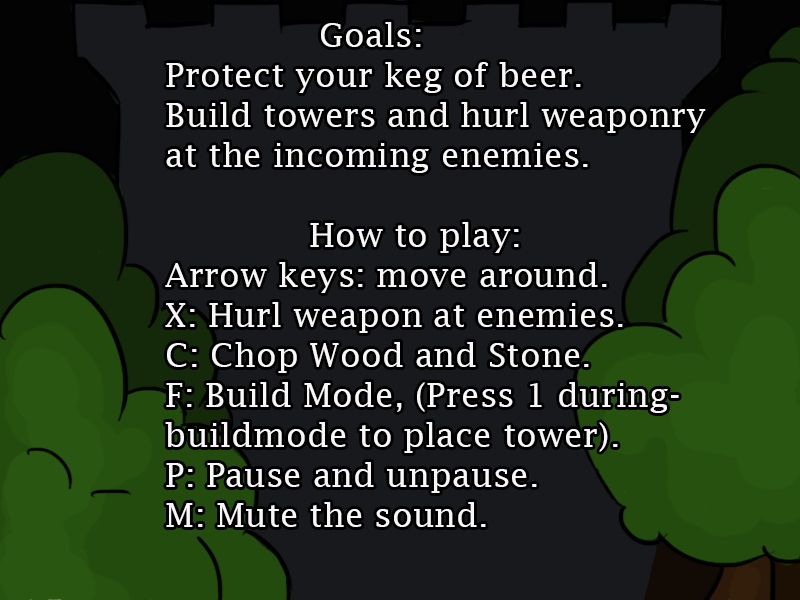 Goals:
Protect your keg of beer.
Build towers and hurl weaponry
at the incoming enemies.
How to play:
Arrow keys: move around.
X: Hurl weapon at enemies.
C: Chop Wood and Stone.
F: Build Mode, (Press 1 during-
buildmode to place tower).
P: Pause and unpause.
M: Mute the sound.